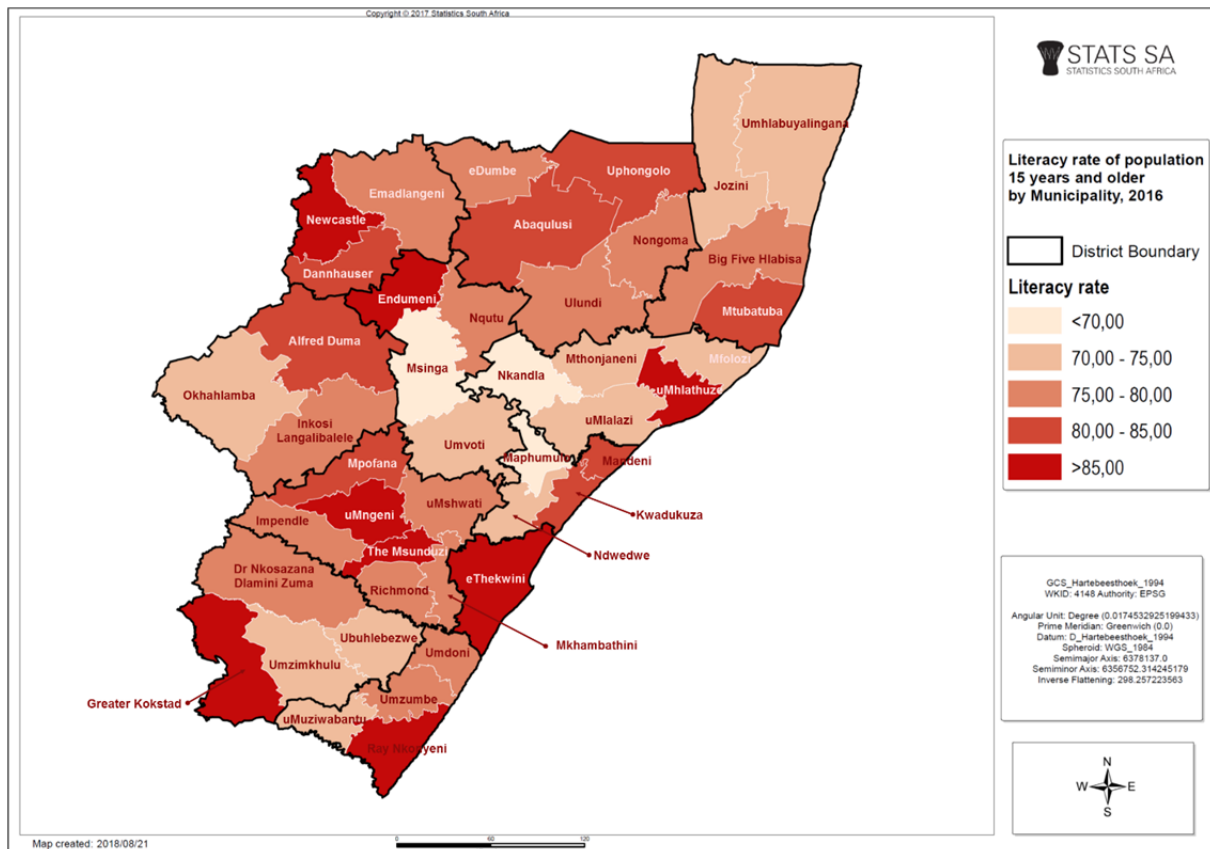 Copyright © 2017 Statistics South Africa
STATS SA
STATISTICS SOUTH AFRICA
Literacy rate of population
15 years and older
by Municipality, 2016
District Boundary
Literacy rate
<70,00
70,00 - 75,00
75,00 - 80,00
80,00 - 85,00
>85,00
Umhlabuyalingana
Jozini
eDumbe
Uphongolo
Emadlangeni
Newcastle
Abaqulusi
Nongoma
Big Five Hlabisa
Dannhauser
Endumeni
Ulundi
Mtubatuba
Nqutu
Alfred Duma
Msinga
Mthonjaneni
Mfolozi
Nkandla
uMhlathuze
Okhahlamba
uMlalazi
Inkosi
Langalibalele
Umvoti
Maphumulo
Mandeni
Mpofana
uMshwati
Kwadukuza
uMngeni
Impendle
Ndwedwe
The Msunduzi
Dr Nkosazana
Dlamini Zuma
eThekwini
Richmond
Ubuhlebezwe
Mkhambathini
Umdoni
Umzimkhulu
Greater Kokstad
Umzumbe
uMuziwabantu
Ray Nkonyeni
GCS_Hartebeesthoek_1994
WKID: 4148 Authority: EPSG
Angular Unit: Degree (0.0174532925199433)
Prime Meridian: Greenwich (0.0)
Datum: D_Hartebeesthoek_1994
Spheroid: WGS_1984
Semimajor Axis: 6378137.0
Semiminor Axis: 6356752.314245179
Inverse Flattening: 298.257223563
N
W E
S
Map created: 2018/08/21
0 60 120